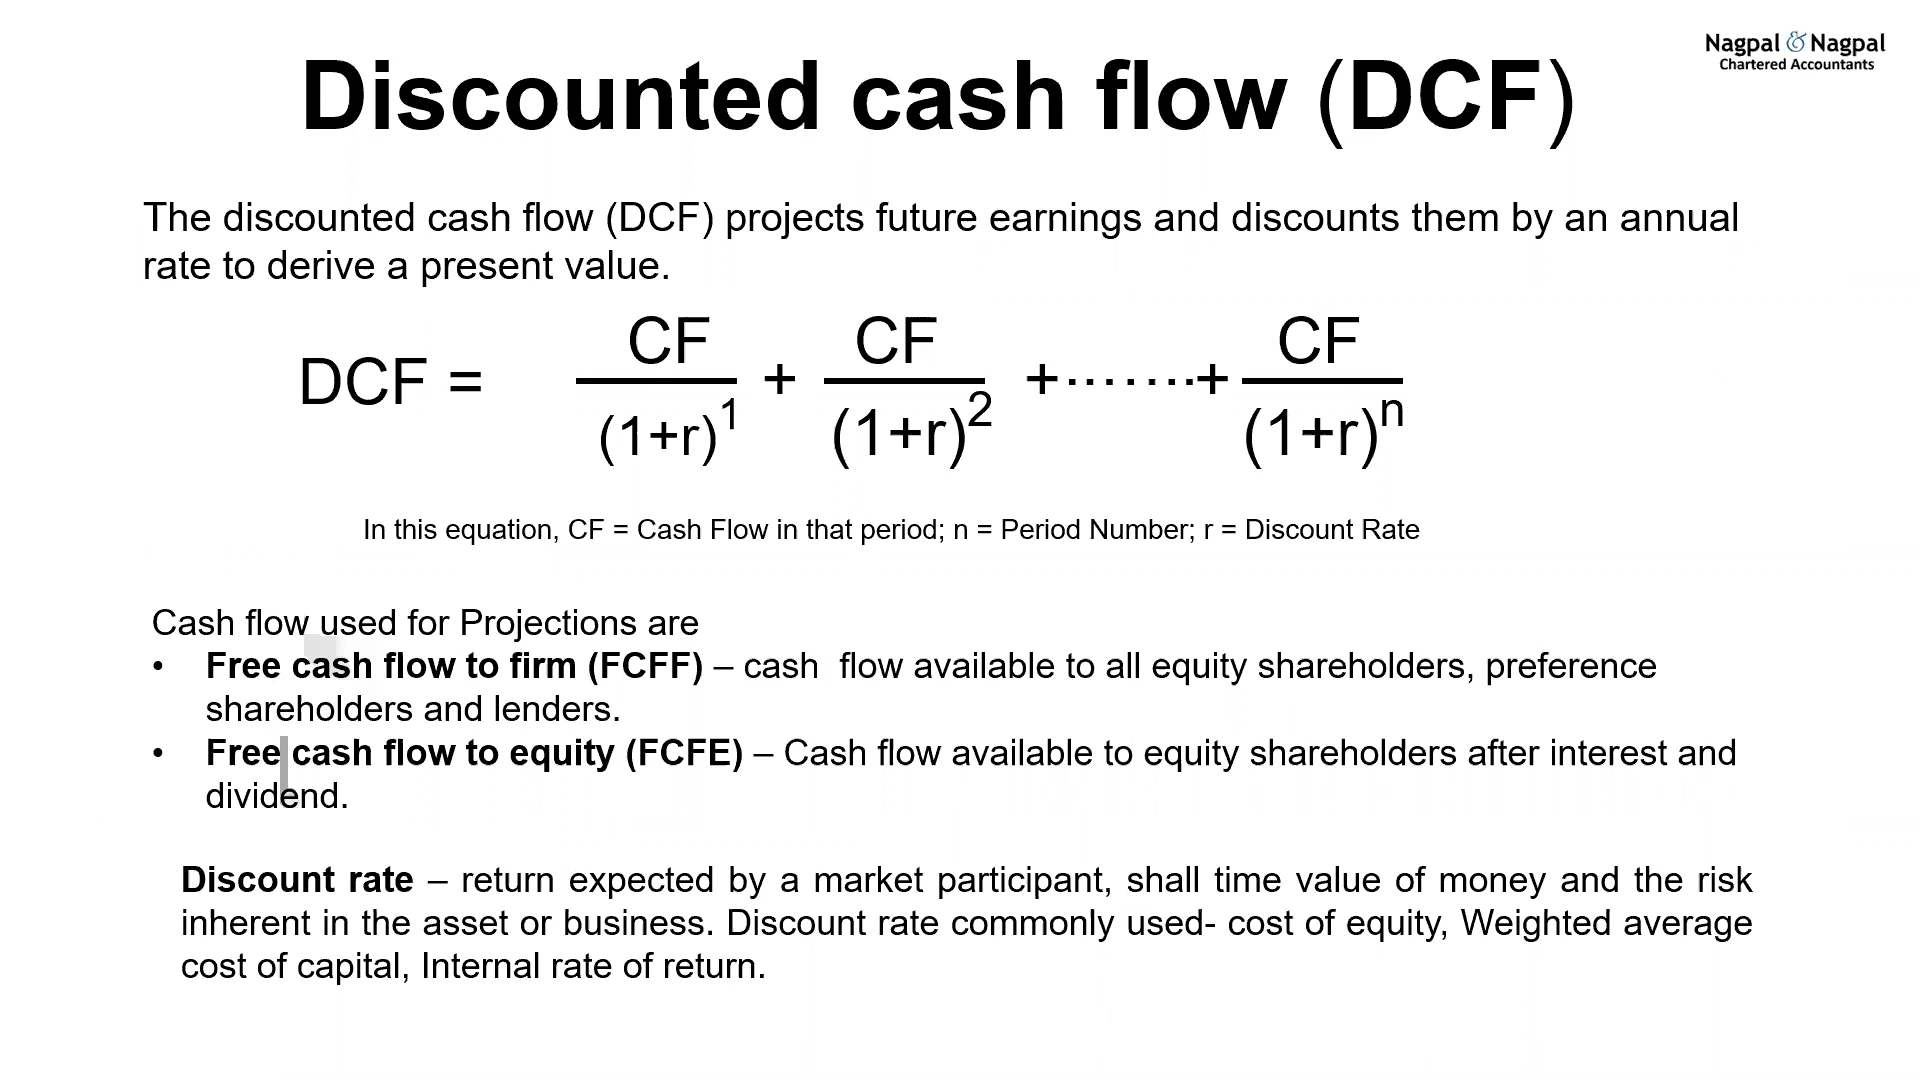 Nagpal & Nagpal
Chartered Accountants
Discounted cash flow (DCF)
The discounted cash flow (DCF) projects future earnings and discounts them by an annual
rate to derive a present value.
DCF = CF/(1+r)^1 + CF/(1+r)^2 +.......+ CF/(1+r)^n
In this equation, CF = Cash Flow in that period; n = Period Number; r = Discount Rate
Cash flow used for Projections are
• Free cash flow to firm (FCFF) – cash flow available to all equity shareholders, preference
shareholders and lenders.
• Free cash flow to equity (FCFE) – Cash flow available to equity shareholders after interest and
dividend.
Discount rate – return expected by a market participant, shall time value of money and the risk
inherent in the asset or business. Discount rate commonly used- cost of equity, Weighted average
cost of capital, Internal rate of return.